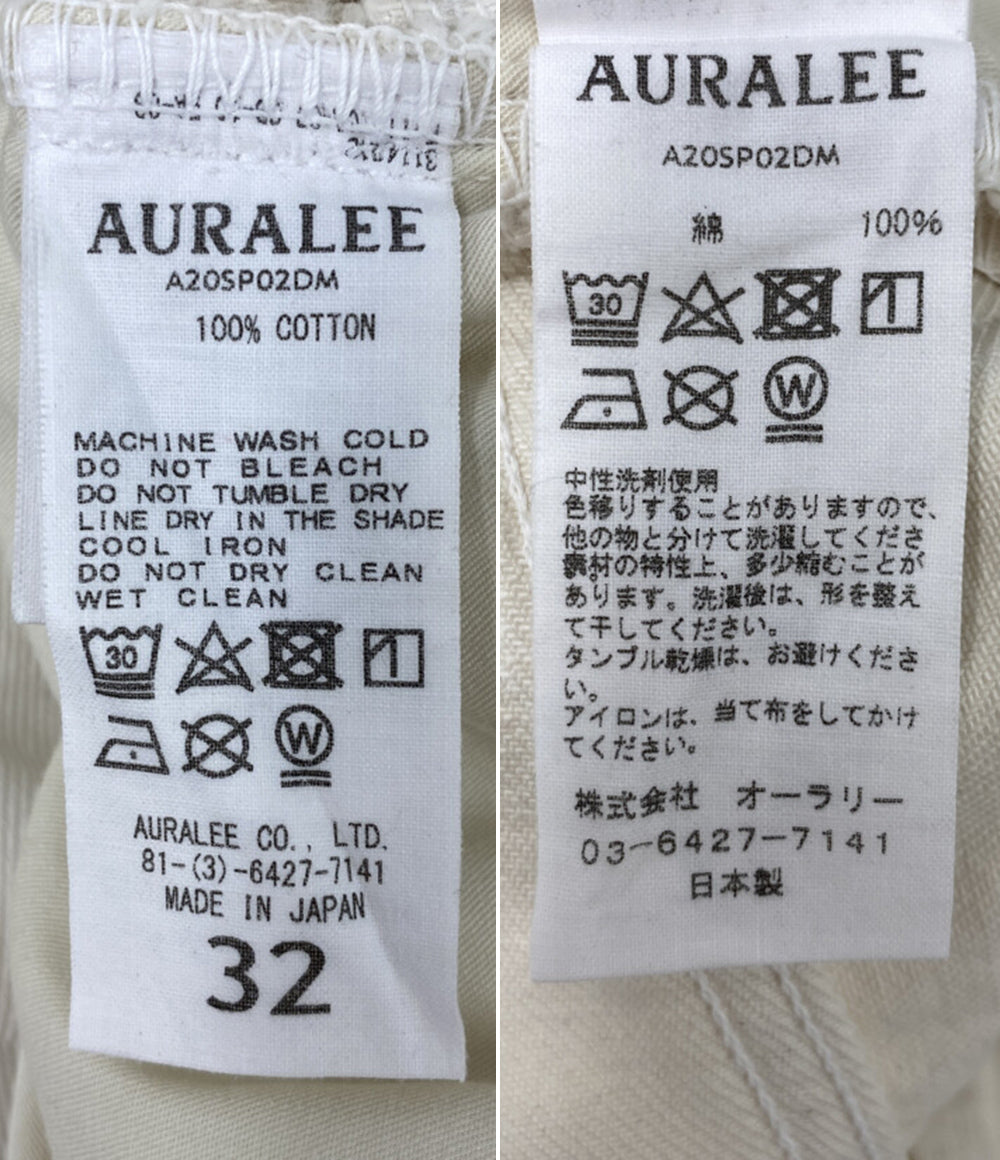 AURALEE
A20SP02DM
100% COTTON
MACHINE WASH COLD
DO NOT BLEACH
DO NOT TUMBLE DRY
LINE DRY IN THE SHADE
COOL IRON
DO NOT DRY CLEAN
WET CLEAN
30
W
AURALEE CO., LTD.
81-(3)-6427-7141
MADE IN JAPAN
32
AURALEE
A20SP02DM
綿 100%
30
W
中性洗剤使用
色移りすることがありますので、
他の物と分けて洗濯してくださ
素材の特性上、多少縮むことが
あります。洗濯後は、形を整え
て干してください。
タンブル乾燥は、お避けくださ
い。
アイロンは、当て布をしてかけ
てください。
株式会社 オーラリー
03-6427-7141
日本製